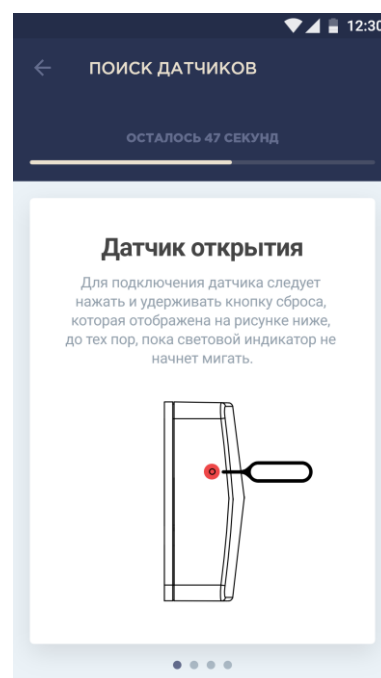 12:30
ПОИСК ДАТЧИКОВ
ОСТАЛОСЬ 47 СЕКУНД
Датчик открытия
Для подключения датчика следует
нажать и удерживать кнопку сброса,
которая отображена на рисунке ниже,
до тех пор, пока световой индикатор не
начнет мигать.